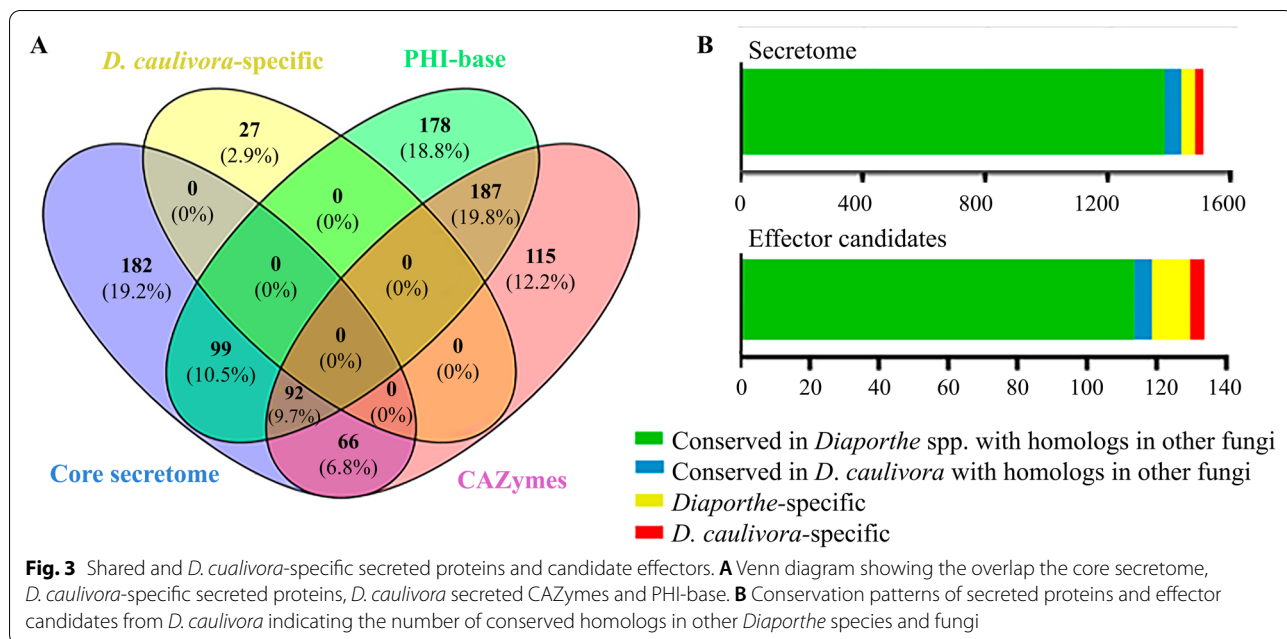 A
D. caulivora-specific
PHI-base
27
(2.9%)
178
(18.8%)
0
(0%)
0
(0%)
187
(19.8%)
182
(19.2%)
0
(0%)
0
(0%)
115
(12.2%)
99
(10.5%)
0
(0%)
0
(0%)
92
(9.7%)
0
(0%)
66
(6.8%)
Core secretome
CAZymes
B
Secretome
0 400 800 1200 1600
Effector candidates
0 20 40 60 80 100 120 140
Conserved in Diaporthe spp. with homologs in other fungi
Conserved in D. caulivora with homologs in other fungi
Diaporthe-specific
D. caulivora-specific
Fig. 3 Shared and D. cualivora-specific secreted proteins and candidate effectors. A Venn diagram showing the overlap the core secretome,
D. caulivora-specific secreted proteins, D. caulivora secreted CAZymes and PHI-base. B Conservation patterns of secreted proteins and effector
candidates from D. caulivora indicating the number of conserved homologs in other Diaporthe species and fungi